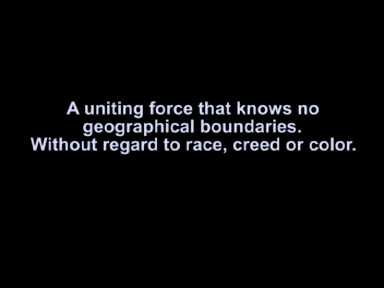 A uniting force that knows no
geographical boundaries.
Without regard to race, creed or color.